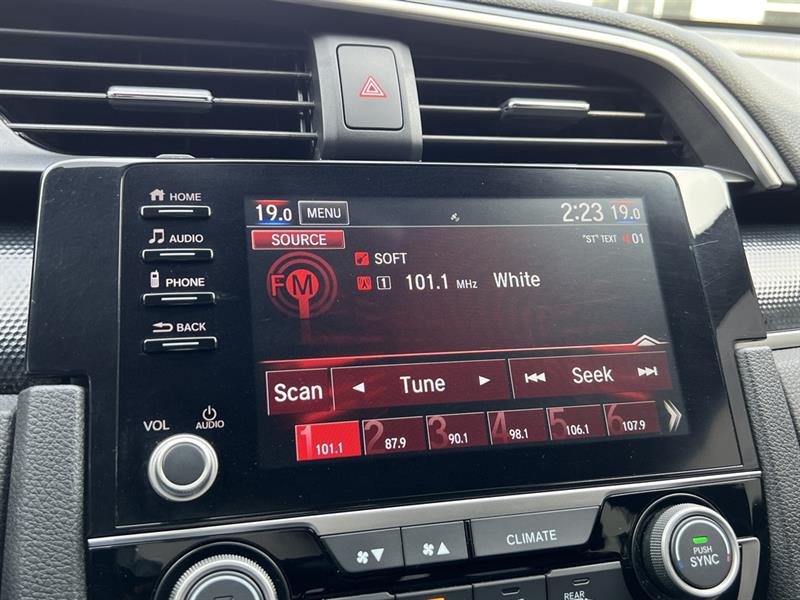 HOME
AUDIO
PHONE
BACK
VOL
AUDIO
19.0 MENU 2:23 19.0
SOURCE "ST" TEXT 01
FM
SOFT
1 101.1 MHz White
Scan Tune Seek
1 101.1 2 87.9 3 90.1 4 98.1 5 106.1 6 107.9
CLIMATE
PUSH
SYNC
REAR